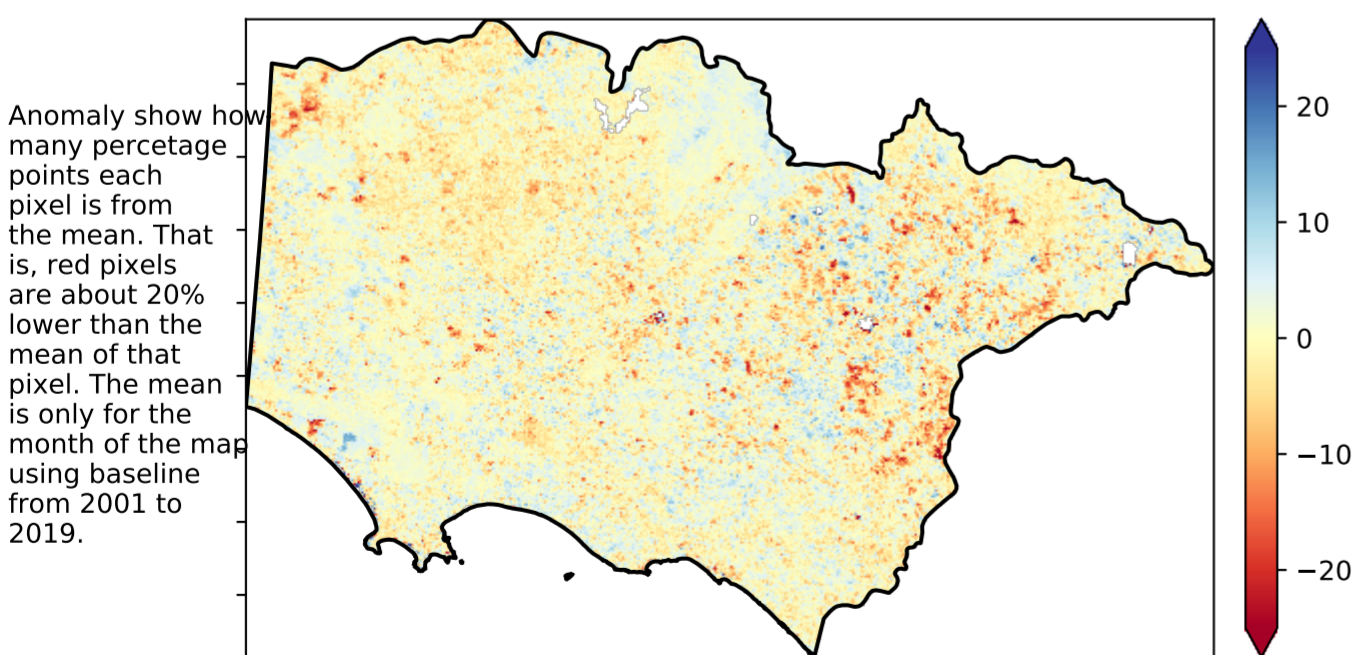 Anomaly show how
many percetage
points each
pixel is from
the mean. That
is, red pixels
are about 20%
lower than the
mean of that
pixel. The mean
is only for the
month of the map
using baseline
from 2001 to
2019.
20
10
0
−10
−20